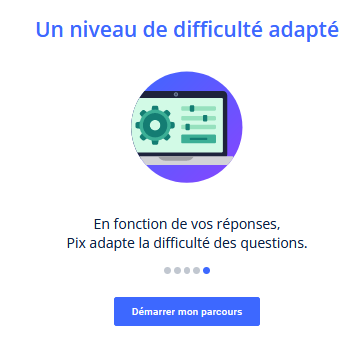 Un niveau de difficulté adapté
En fonction de vos réponses,
Pix adapte la difficulté des questions.
Démarrer mon parcours